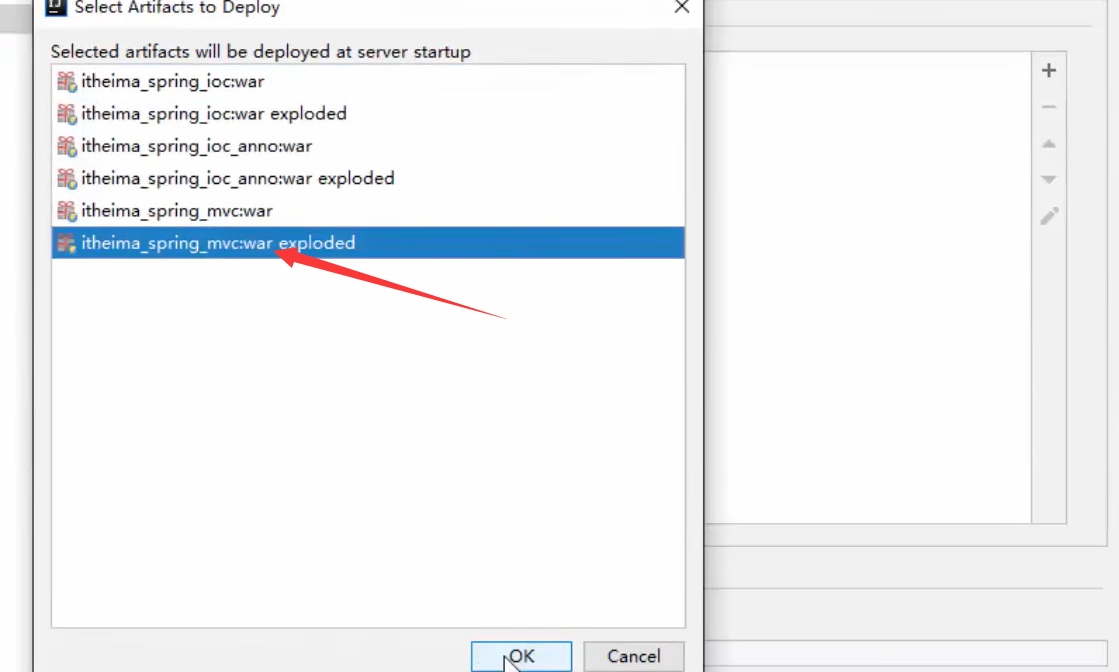 Select Artifacts to Deploy
Selected artifacts will be deployed at server startup
itheima_spring_ioc:war
itheima_spring_ioc:war exploded
itheima_spring_ioc_anno:war
itheima_spring_ioc_anno:war exploded
itheima_spring_mvc:war
itheima_spring_mvc:war exploded
OK
Cancel